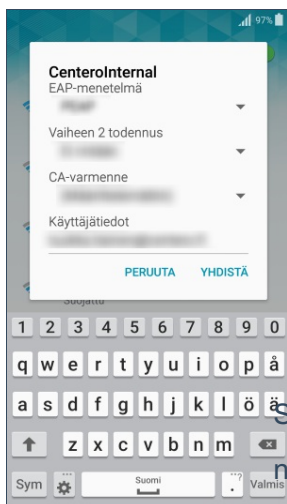 97%
CenteroInternal
EAP-menetelmä
Vaiheen 2 todennus
CA-varmenne
Käyttäjätiedot
PERUUTA YHDISTÄ
Suojattu
1 2 3 4 5 6 7 8 9 0
q w e r t y u i o p å
a s d f g h j k l ö ä
z x c v b n m
Sym Suomi .?  Valmis